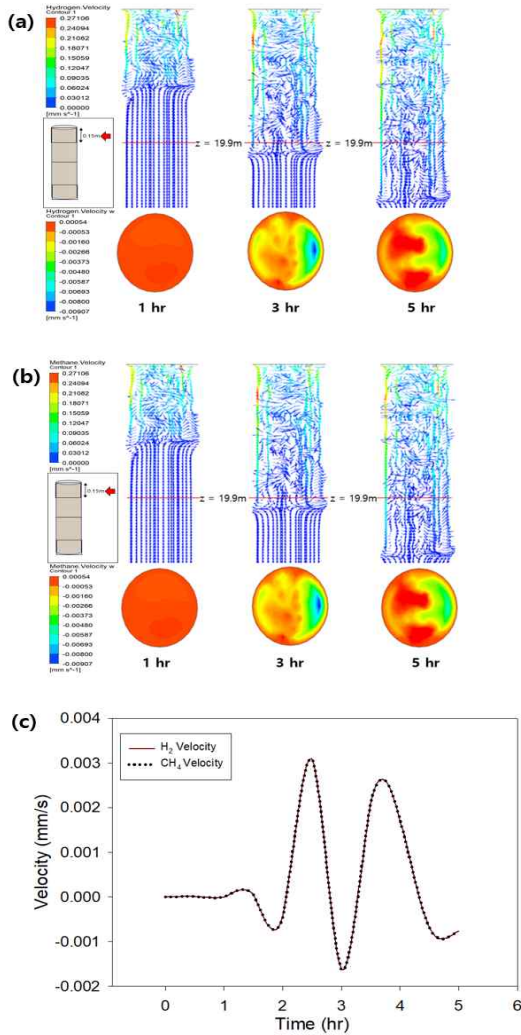 (a)
Hydrogen.Velocity
Contour 1
0.27106
0.24094
0.21082
0.18071
0.15059
0.12047
0.09035
0.06024
0.03012
0.00000
[mm s^-1]
0.15m
z = 19.9m
z = 19.9m
Hydrogen.Velocity w
Contour 1
0.00054
-0.00053
-0.00160
-0.00266
-0.00373
-0.00480
-0.00587
-0.00693
-0.00800
-0.00907
[mm s^-1]
1 hr
3 hr
5 hr
(b)
Methane.Velocity
Contour 1
0.27106
0.24094
0.21082
0.18071
0.15059
0.12047
0.09035
0.06024
0.03012
0.00000
[mm s^-1]
0.15m
z = 19.9m
z = 19.9m
Methane.Velocity w
Contour 1
0.00054
-0.00053
-0.00160
-0.00266
-0.00373
-0.00480
-0.00587
-0.00693
-0.00800
-0.00907
[mm s^-1]
1 hr
3 hr
5 hr
(c)
0.004
0.003
0.002
0.001
0.000
-0.001
-0.002
Velocity (mm/s)
H2 Velocity
CH4 Velocity
0 1 2 3 4 5 6
Time (hr)